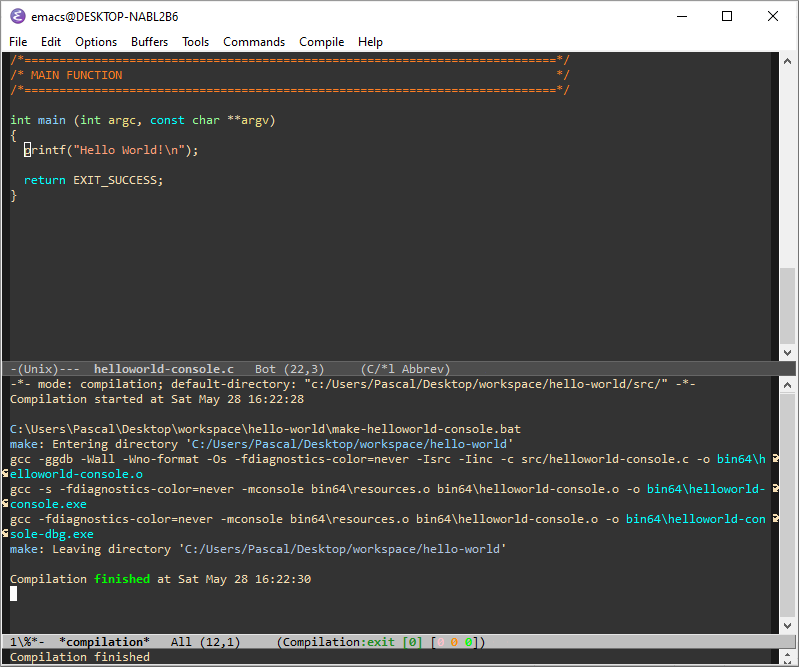 emacs@DESKTOP-NABL2B6
File Edit Options Buffers Tools Commands Compile Help
/*============================================================================*/
/* MAIN FUNCTION                                                              */
/*============================================================================*/
int main (int argc, const char **argv)
{
  printf("Hello World!\n");
  return EXIT_SUCCESS;
}
-(Unix)---  helloworld-console.c   Bot (22,3)     (C/*l Abbrev)
-*- mode: compilation; default-directory: "c:/Users/Pascal/Desktop/workspace/hello-world/src/" -*-
Compilation started at Sat May 28 16:22:28
C:\Users\Pascal\Desktop\workspace\hello-world\make-helloworld-console.bat
make: Entering directory 'C:/Users/Pascal/Desktop/workspace/hello-world'
gcc -ggdb -Wall -Wno-format -Os -fdiagnostics-color=never -Isrc -Iinc -c src/helloworld-console.c -o bin64\h
elloworld-console.o
gcc -s -fdiagnostics-color=never -mconsole bin64\resources.o bin64\helloworld-console.o -o bin64\helloworld-
console.exe
gcc -fdiagnostics-color=never -mconsole bin64\resources.o bin64\helloworld-console.o -o bin64\helloworld-con
sole-dbg.exe
make: Leaving directory 'C:/Users/Pascal/Desktop/workspace/hello-world'
Compilation finished at Sat May 28 16:22:30
1\%*-  *compilation*   All (12,1)     (Compilation:exit [0] [0 0 0])
Compilation finished